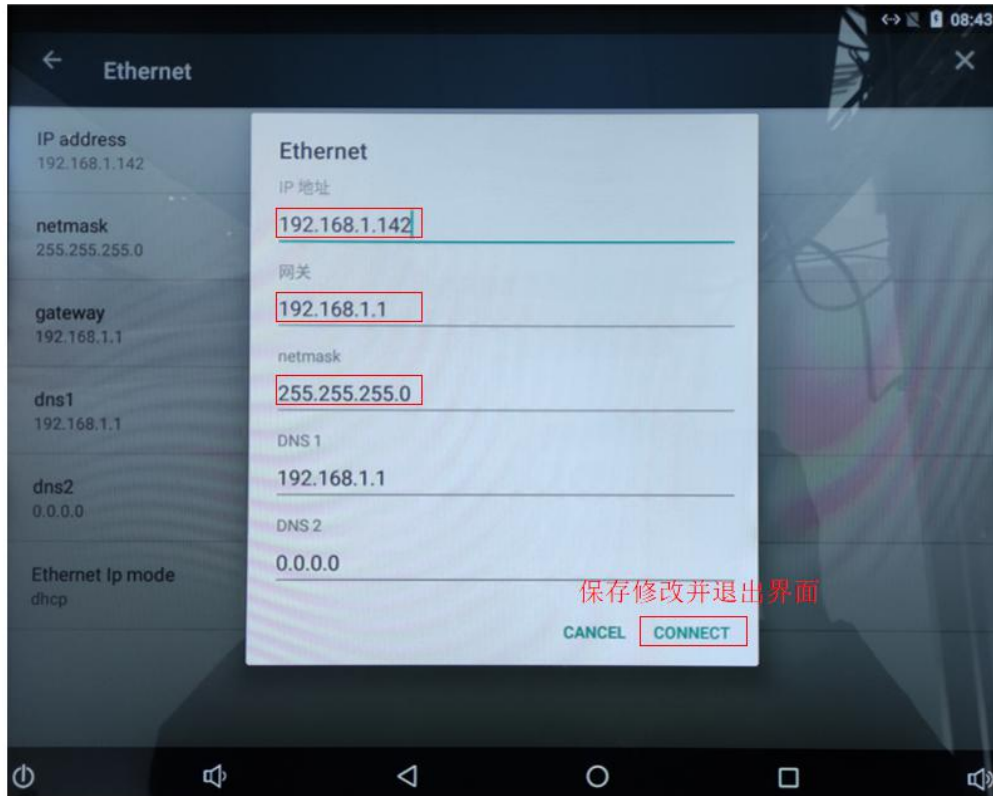 08:43
Ethernet
IP address
192.168.1.142
netmask
255.255.255.0
gateway
192.168.1.1
dns1
192.168.1.1
dns2
0.0.0.0
Ethernet Ip mode
dhcp
Ethernet
IP 地址
192.168.1.142
网关
192.168.1.1
netmask
255.255.255.0
DNS 1
192.168.1.1
DNS 2
0.0.0.0
保存修改并退出界面
CANCEL CONNECT